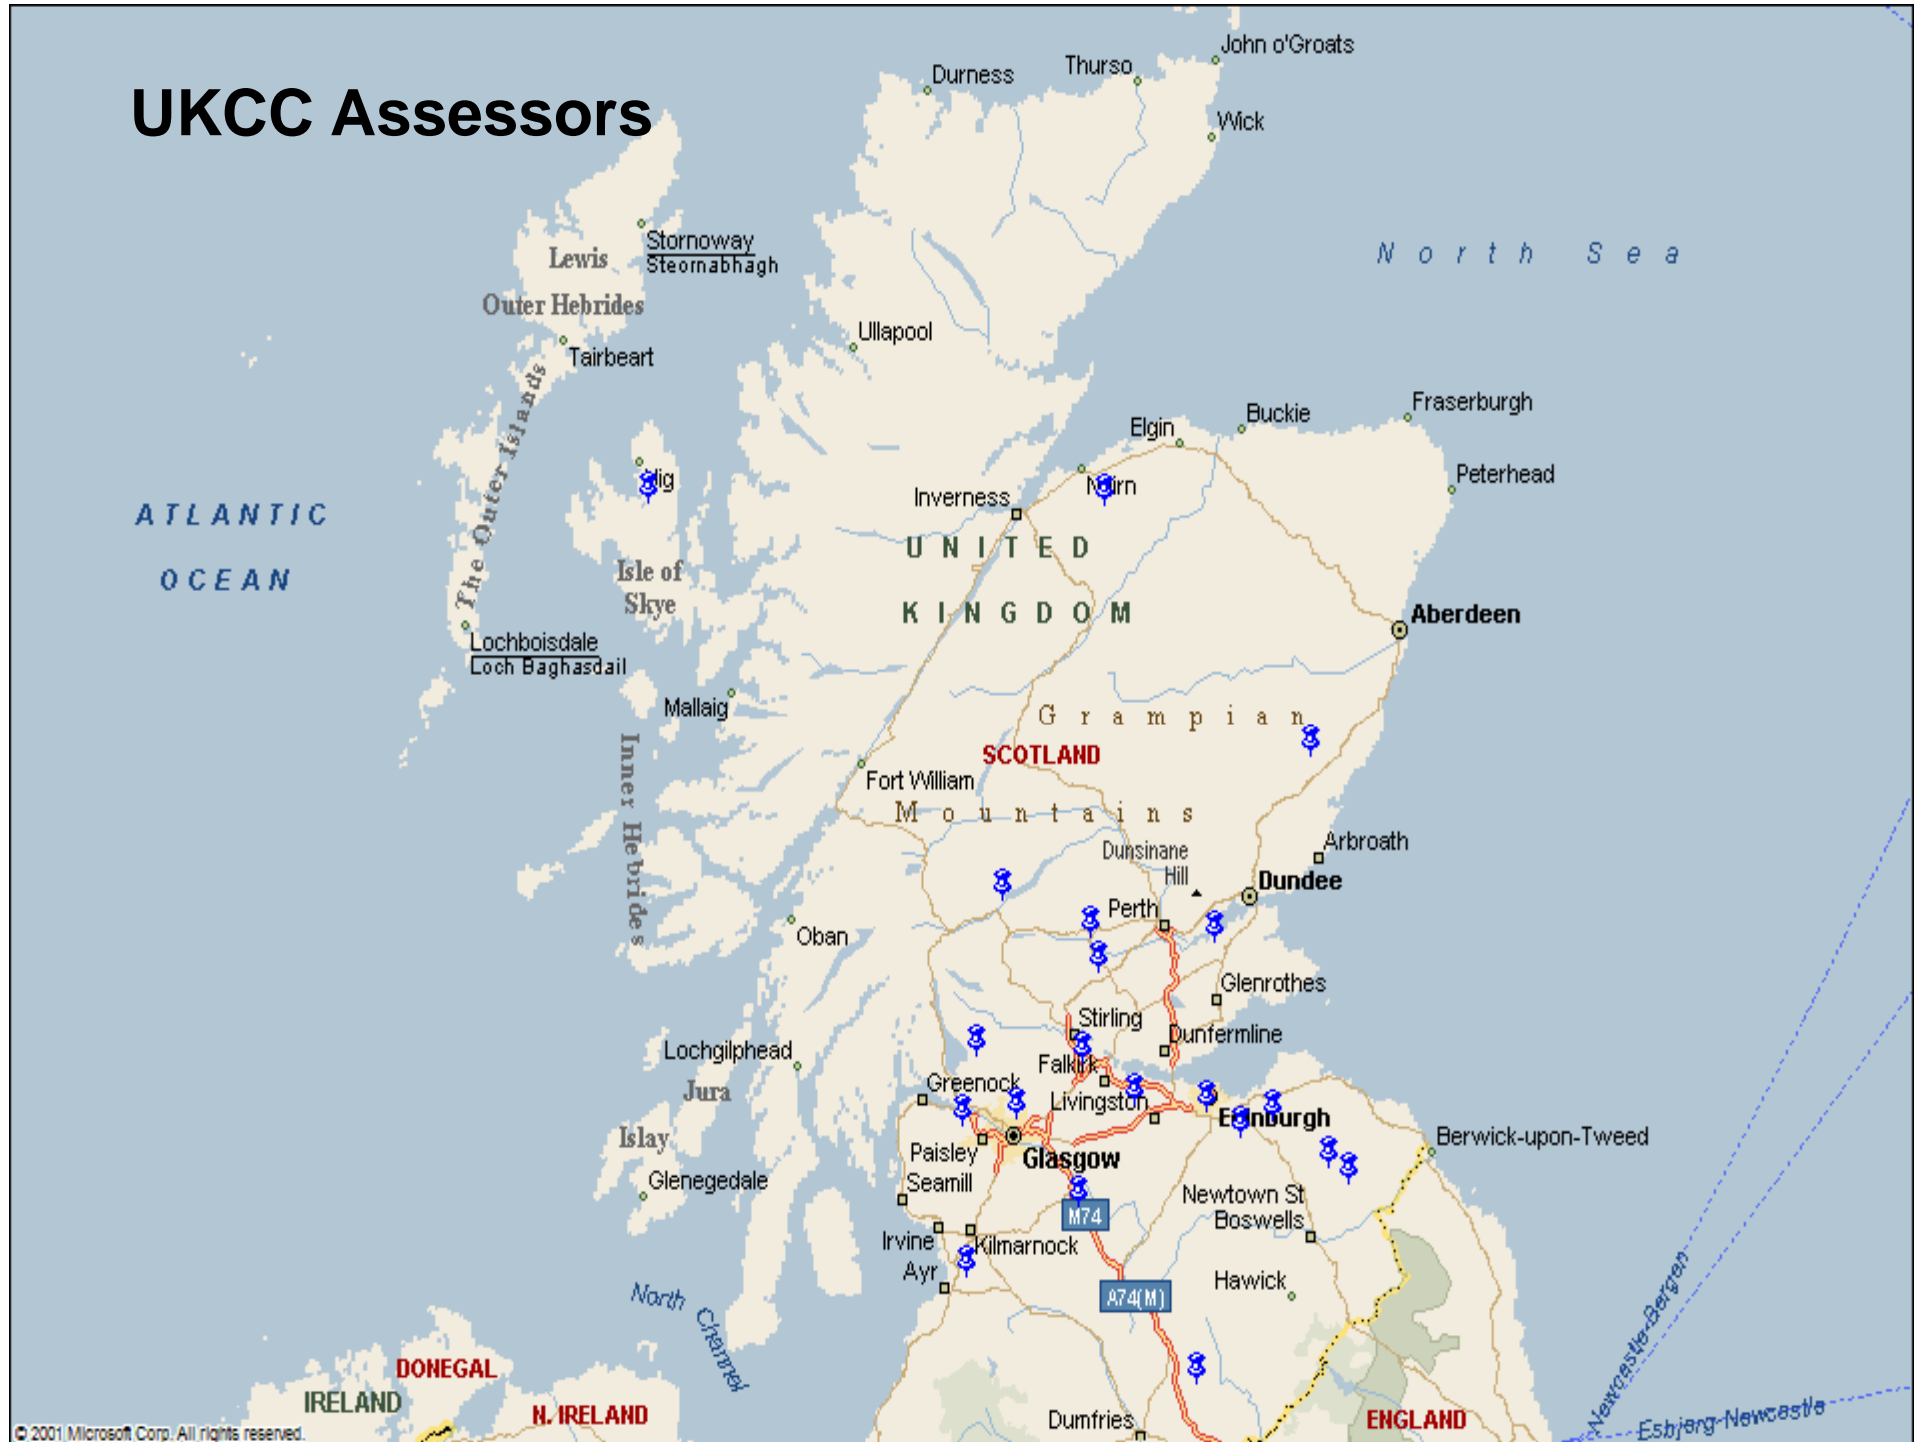 UKCC Assessors
John o'Groats
Thurso
Durness
Wick
Stornoway
Steornabhagh
Lewis
Outer Hebrides
North Sea
Ullapool
Tairbeart
The Outer Islands
Fraserburgh
Buckie
Elgin
Peterhead
Inverness
ATLANTIC
OCEAN
UNITED
KINGDOM
Isle of
Skye
Aberdeen
Lochboisdale
Loch Baghasdail
Mallaig
Grampian
SCOTLAND
Inner Hebrides
Fort William
Mountains
Arbroath
Dunsinane
Hill
Dundee
Perth
Oban
Glenrothes
Stirling
Dunfermline
Lochgilphead
Falkirk
Greenock
Jura
Livingston
Edinburgh
Islay
Berwick-upon-Tweed
Paisley
Glasgow
Glenegedale
Seamill
Newtown St
Boswells
M74
Irvine
Kilmarnock
Ayr
Hawick
A74(M)
North
Channel
Newcastle-Bergen
DONEGAL
IRELAND
N. IRELAND
Dumfries
ENGLAND
Esbjerg-Newcastle
© 2001 Microsoft Corp. All rights reserved.